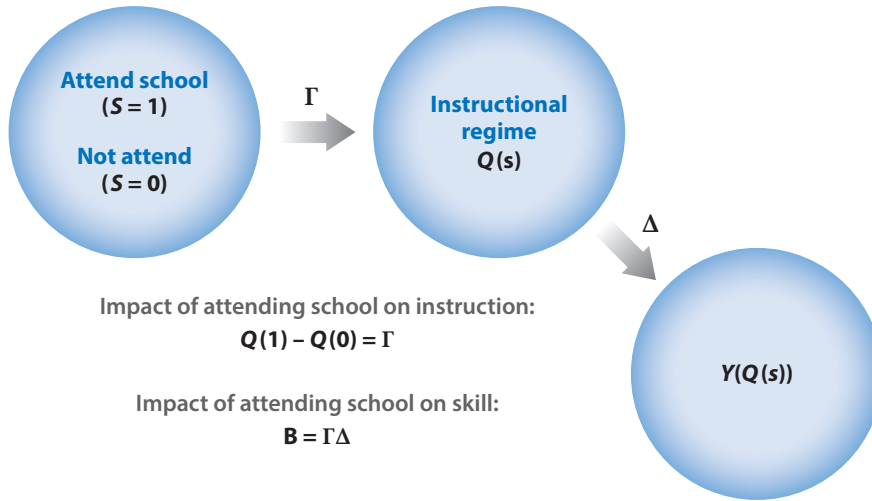 Attend school
(S = 1)
Not attend
(S = 0)
Γ
Instructional
regime
Q(s)
Δ
Impact of attending school on instruction:
Q(1) – Q(0) = Γ
Impact of attending school on skill:
B = ΓΔ
Y(Q(s))